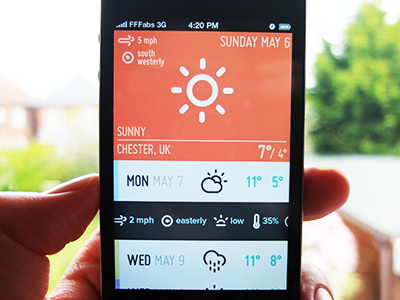 FFFabs 3G 4:20 PM
5 mph SUNDAY MAY 6
south
westerly
SUNNY
CHESTER, UK 7°/4°
MON MAY 7 11° 5°
2 mph easterly low 35%
WED MAY 9 11° 8°